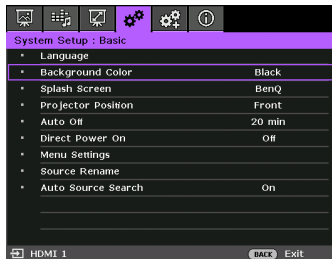 System Setup : Basic
Language
Background Color Black
Splash Screen BenQ
Projector Position Front
Auto Off 20 min
Direct Power On Off
Menu Settings
Source Rename
Auto Source Search On
HDMI 1 BACK Exit